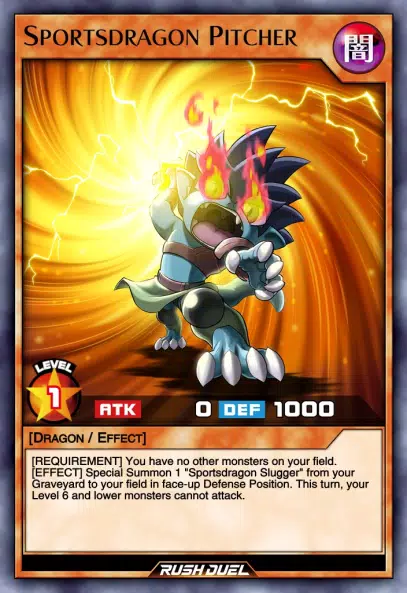 SPORTSDRAGON PITCHER
闇
LEVEL
1
ATK 0 DEF 1000
[DRAGON / EFFECT]
[REQUIREMENT] You have no other monsters on your field.
[EFFECT] Special Summon 1 "Sportsdragon Slugger" from your
Graveyard to your field in face-up Defense Position. This turn, your
Level 6 and lower monsters cannot attack.
RUSH DUEL